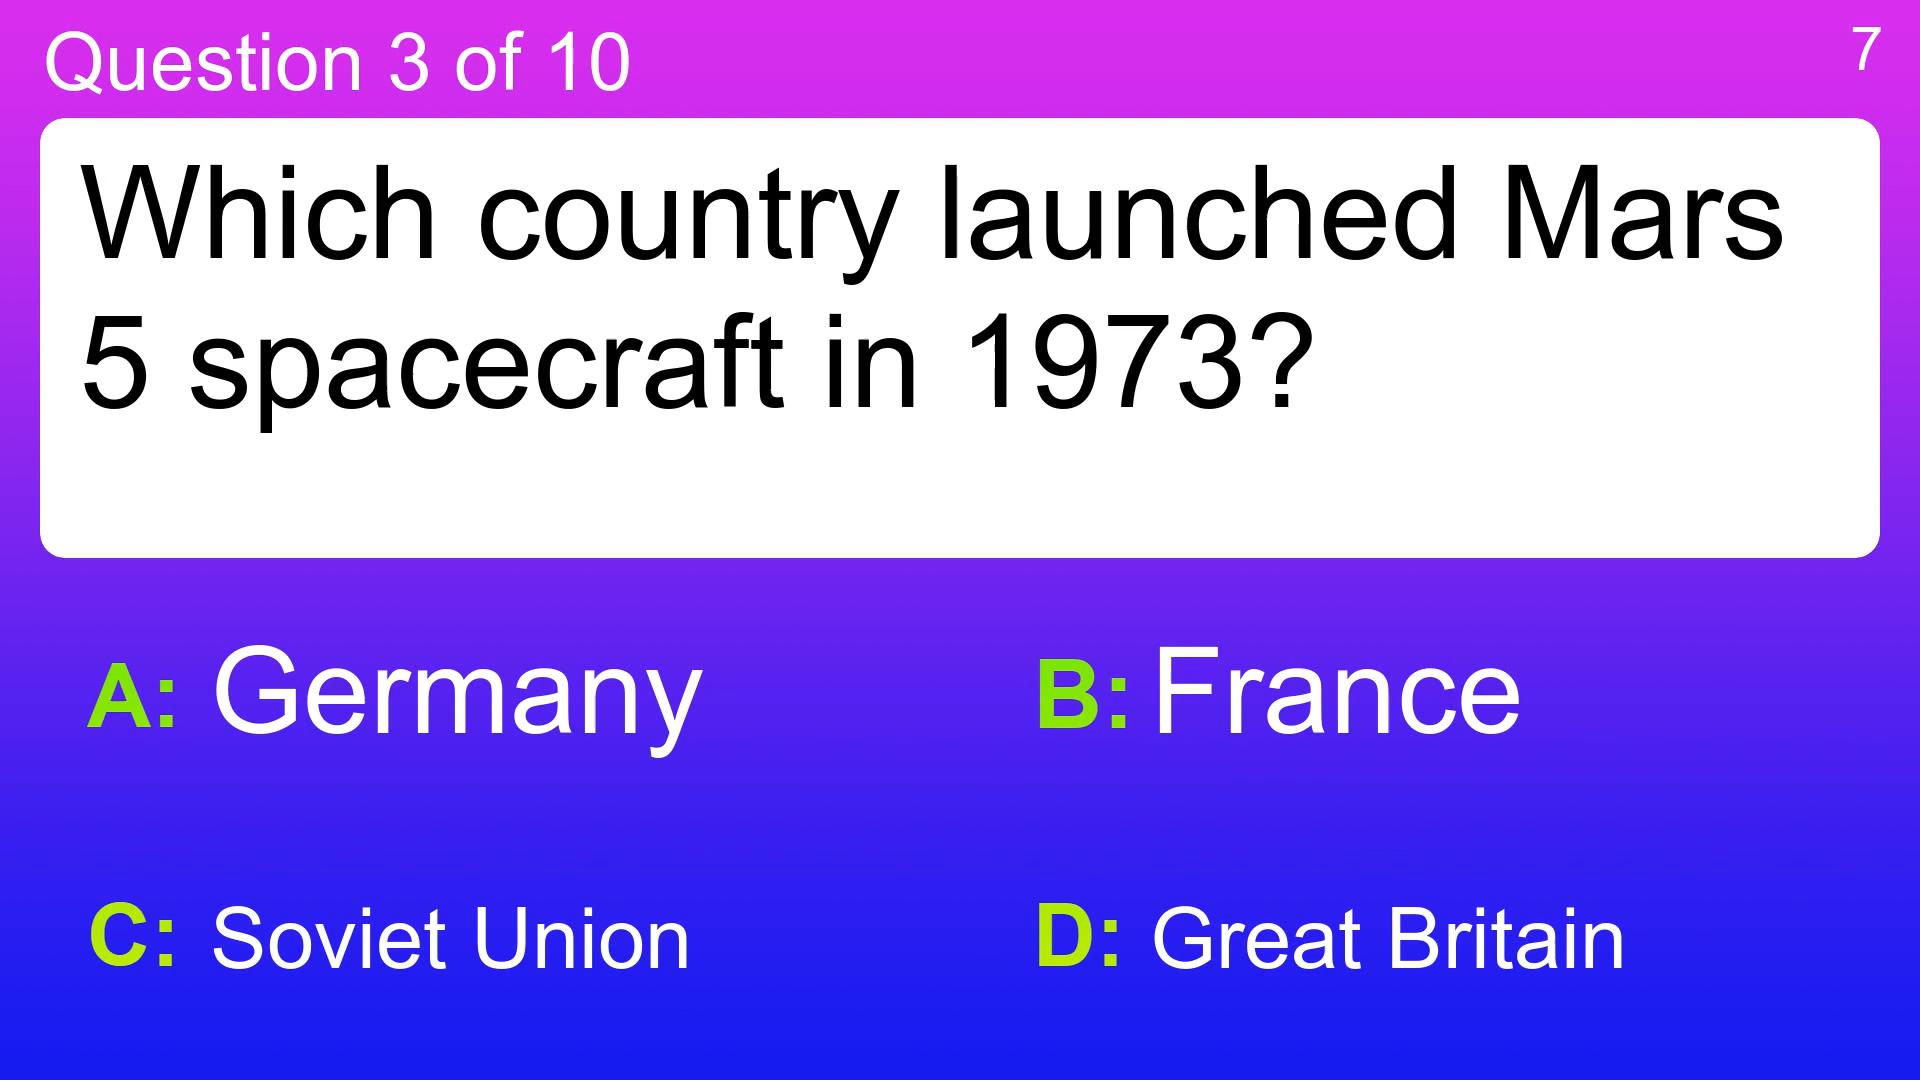 Question 3 of 10
7
Which country launched Mars
5 spacecraft in 1973?
A: Germany
B: France
C: Soviet Union
D: Great Britain